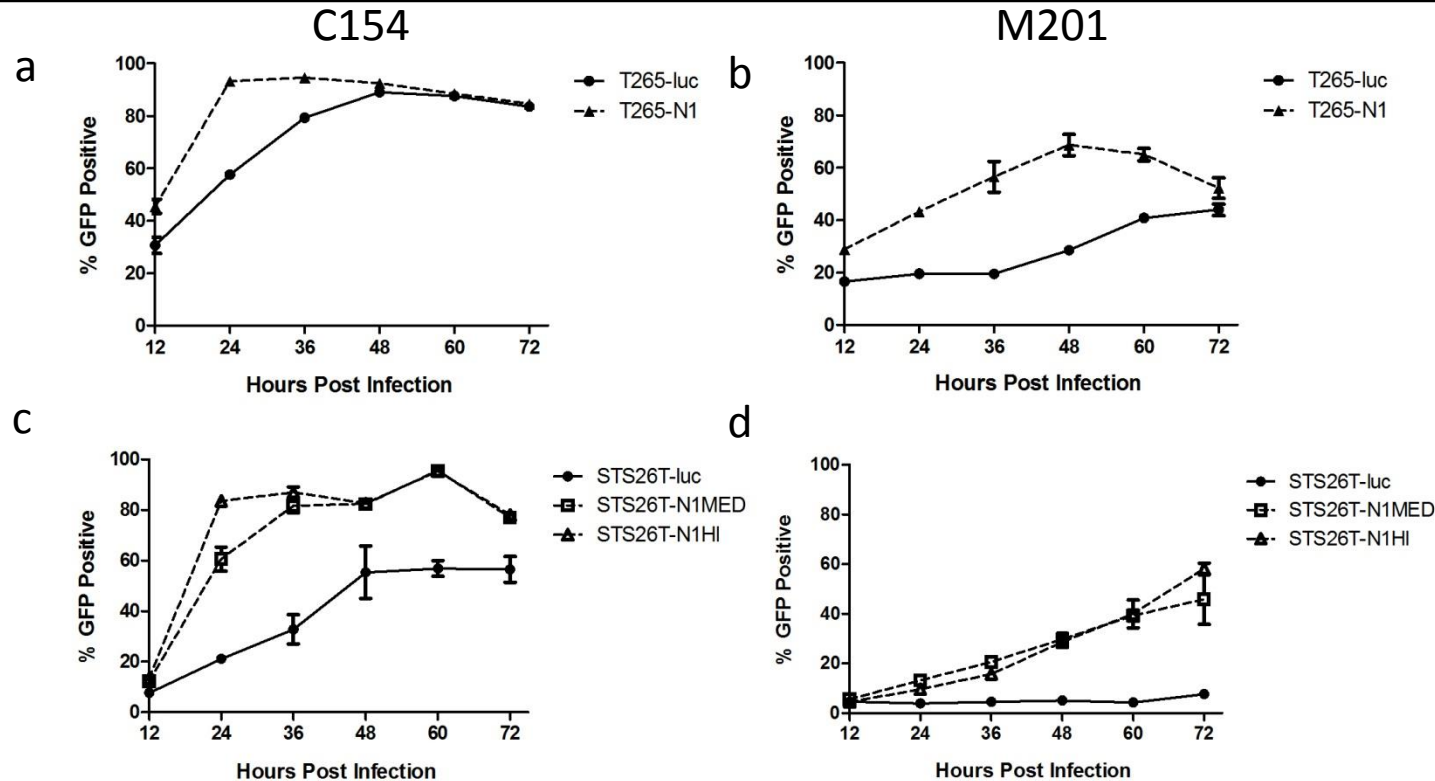 C154
M201
a
100
80
60
40
20
0
% GFP Positive
12 24 36 48 60 72
Hours Post Infection
T265-luc
T265-N1
b
100
80
60
40
20
0
% GFP Positive
12 24 36 48 60 72
Hours Post Infection
T265-luc
T265-N1
c
100
80
60
40
20
0
% GFP Positive
12 24 36 48 60 72
Hours Post Infection
STS26T-luc
STS26T-N1MED
STS26T-N1HI
d
100
80
60
40
20
0
% GFP Positive
12 24 36 48 60 72
Hours Post Infection
STS26T-luc
STS26T-N1MED
STS26T-N1HI